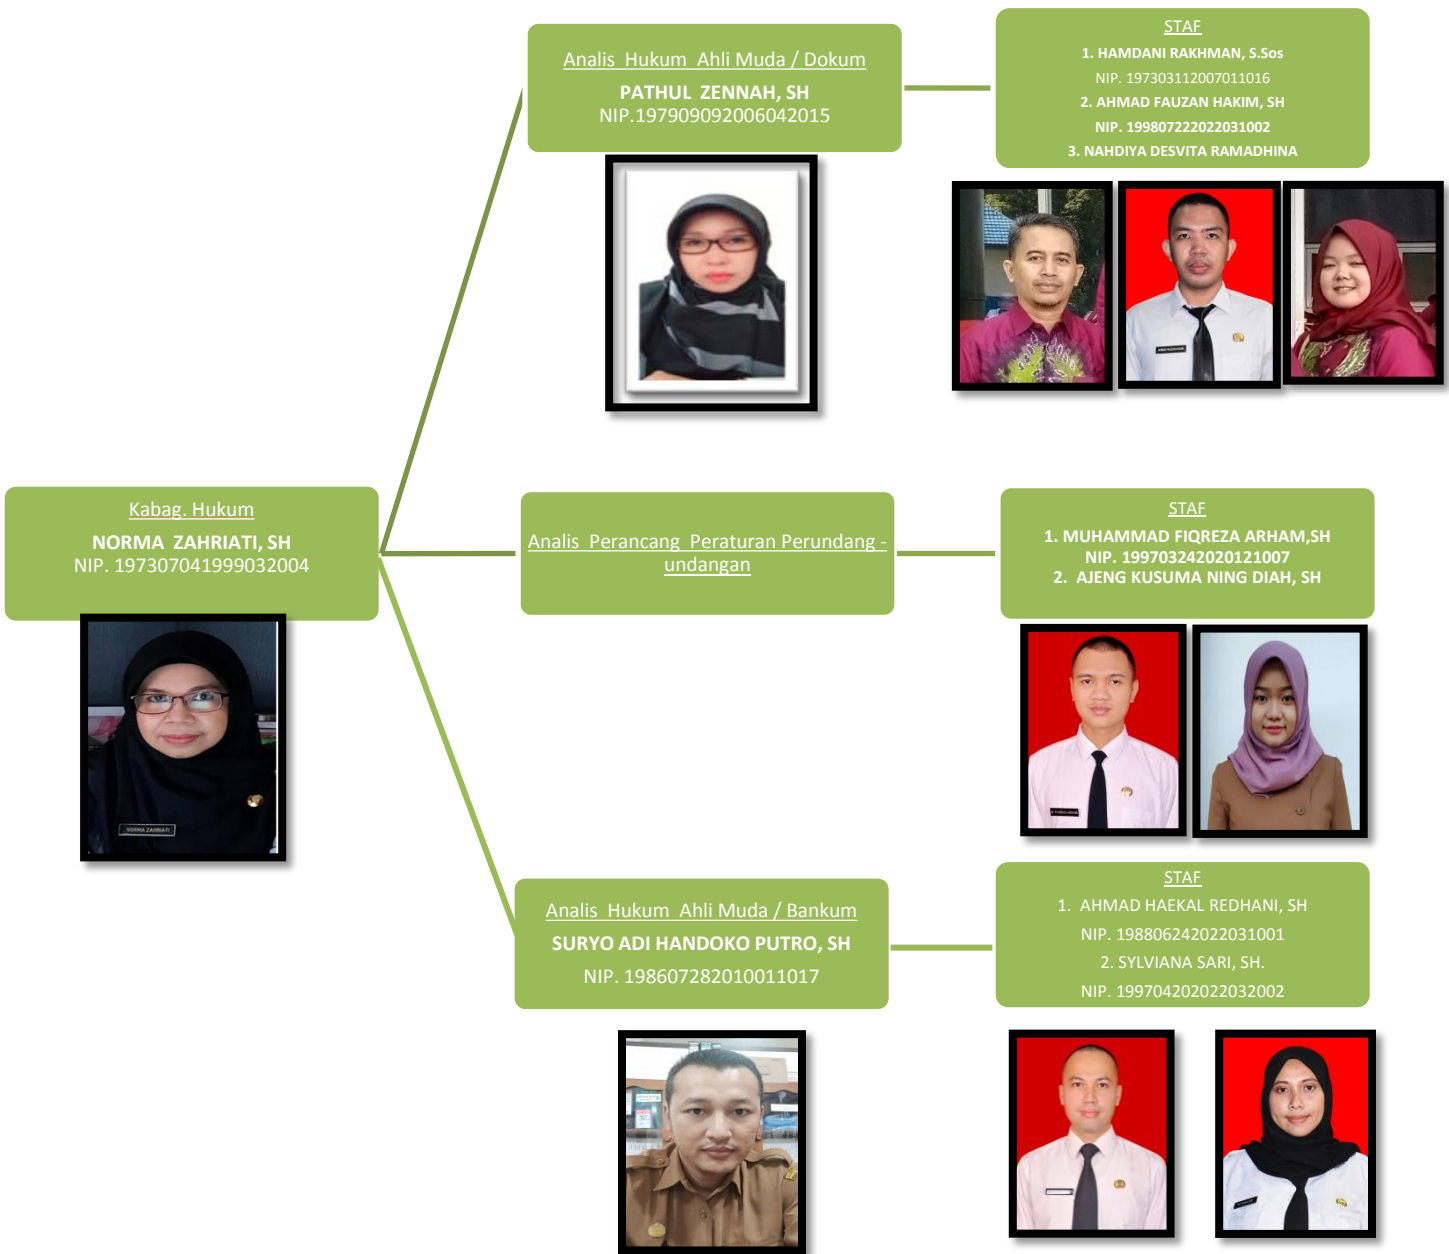 Analis Hukum Ahli Muda / Dokum
PATHUL ZENNAH, SH
NIP.197909092006042015
STAF
1. HAMDANI RAKHMAN, S.Sos
NIP. 197303112007011016
2. AHMAD FAUZAN HAKIM, SH
NIP. 199807222022031002
3. NAHDIYA DESVITA RAMADHINA
Kabag. Hukum
NORMA ZAHRIATI, SH
NIP. 197307041999032004
NORMA ZAHRIATI
Analis Perancang Peraturan Perundang -
undangan
STAF
1. MUHAMMAD FIQREZA ARHAM,SH
NIP. 199703242020121007
2. AJENG KUSUMA NING DIAH, SH
Analis Hukum Ahli Muda / Bankum
SURYO ADI HANDOKO PUTRO, SH
NIP. 198607282010011017
STAF
1. AHMAD HAEKAL REDHANI, SH
NIP. 198806242022031001
2. SYLVIANA SARI, SH.
NIP. 199704202022032002